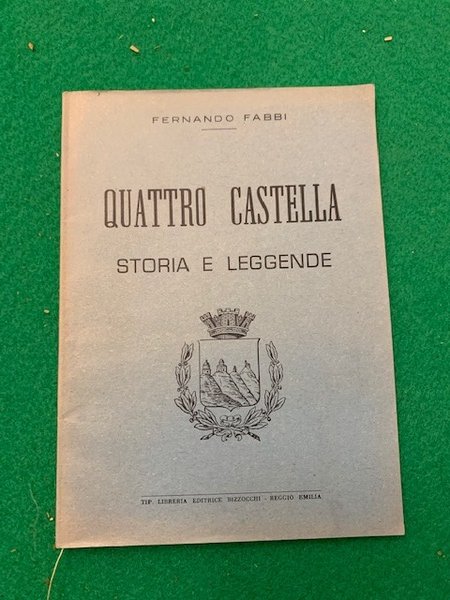 FERNANDO FABBI
QUATTRO CASTELLA
STORIA E LEGGENDE
TIP. LIBRERIA EDITRICE BIZZOCCHI - REGGIO EMILIA